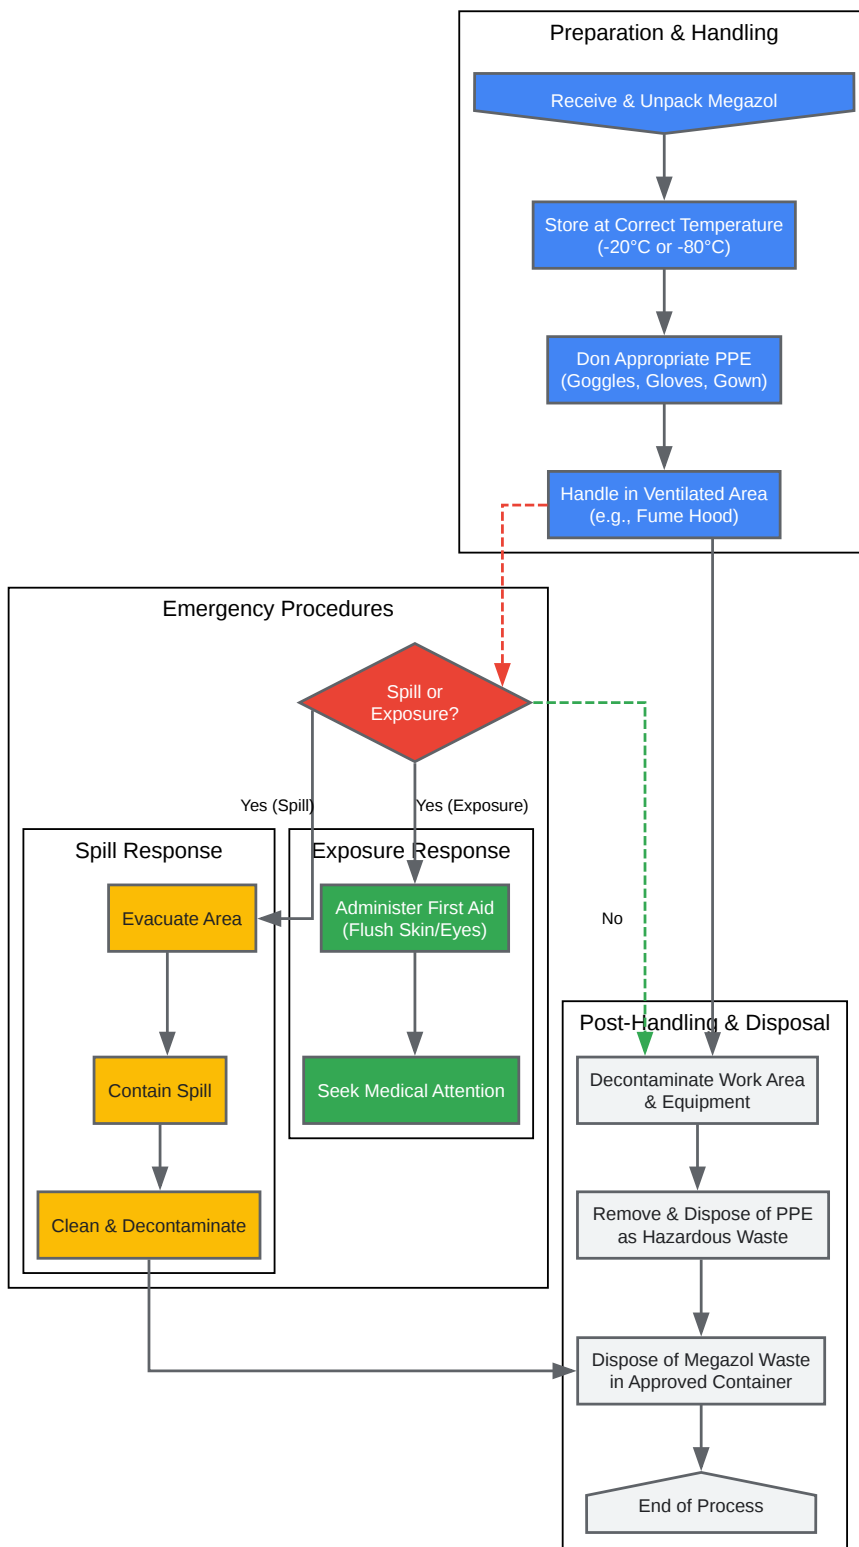 Preparation & Handling
Receive & Unpack Megazol
Store at Correct Temperature
(-20°C or -80°C)
Don Appropriate PPE
(Goggles, Gloves, Gown)
Handle in Ventilated Area
(e.g., Fume Hood)
Emergency Procedures
Spill or
Exposure?
Yes (Spill)
Yes (Exposure)
Spill Response
Exposure Response
Evacuate Area
Administer First Aid
(Flush Skin/Eyes)
No
Contain Spill
Seek Medical Attention
Clean & Decontaminate
Post-Handling & Disposal
Decontaminate Work Area
& Equipment
Remove & Dispose of PPE
as Hazardous Waste
Dispose of Megazol Waste
in Approved Container
End of Process